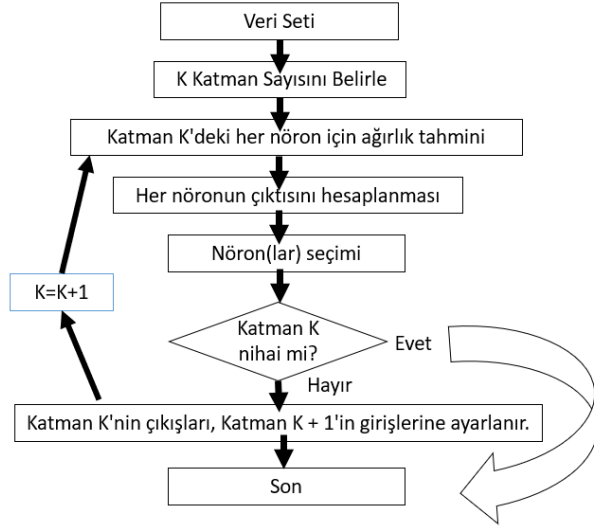 Veri Seti
K Katman Sayısını Belirle
Katman K'deki her nöron için ağırlık tahmini
Her nöronun çıktısını hesaplanması
Nöron(lar) seçimi
K=K+1
Katman K
nihai mi?
Evet
Hayır
Katman K'nin çıkışları, Katman K + 1'in girişlerine ayarlanır.
Son